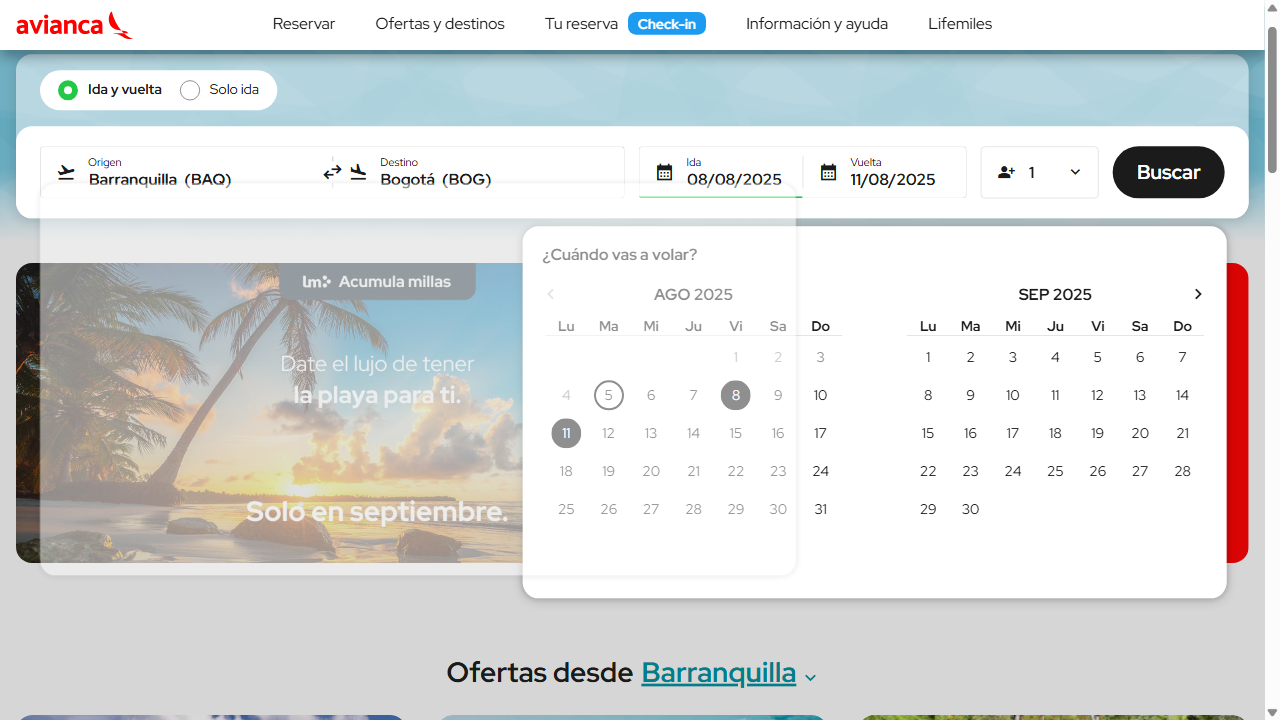 avianca
Reservar
Ofertas y destinos
Tu reserva
Check-in
Información y ayuda
Lifemiles
Ida y vuelta
Solo ida
Origen
Barranquilla (BAQ)
Destino
Bogotá (BOG)
Ida
08/08/2025
Vuelta
11/08/2025
1
Buscar
lm Acumula millas
Date el lujo de tener
la playa para ti.
Solo en septiembre.
¿Cuándo vas a volar?
AGO 2025
Lu Ma Mi Ju Vi Sa Do
1 2 3
4 5 6 7 8 9 10
11 12 13 14 15 16 17
18 19 20 21 22 23 24
25 26 27 28 29 30 31
SEP 2025
Lu Ma Mi Ju Vi Sa Do
1 2 3 4 5 6 7
8 9 10 11 12 13 14
15 16 17 18 19 20 21
22 23 24 25 26 27 28
29 30
Ofertas desde Barranquilla